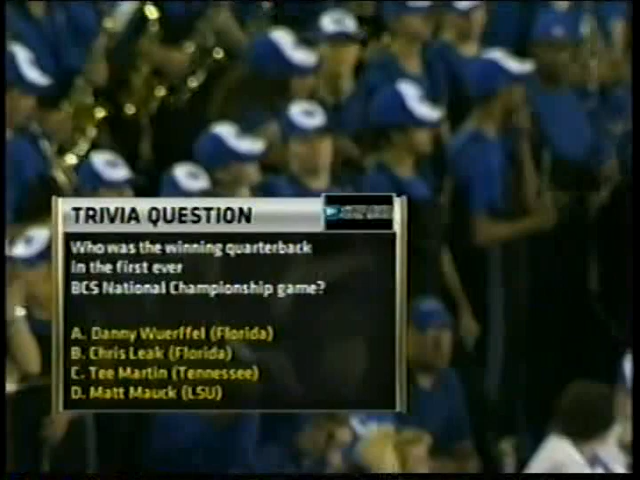 TRIVIA QUESTION
Who was the winning quarterback
in the first ever
BCS National Championship game?
A. Danny Wuerffel (Florida)
B. Chris Leak (Florida)
C. Tee Martin (Tennessee)
D. Matt Mauck (LSU)